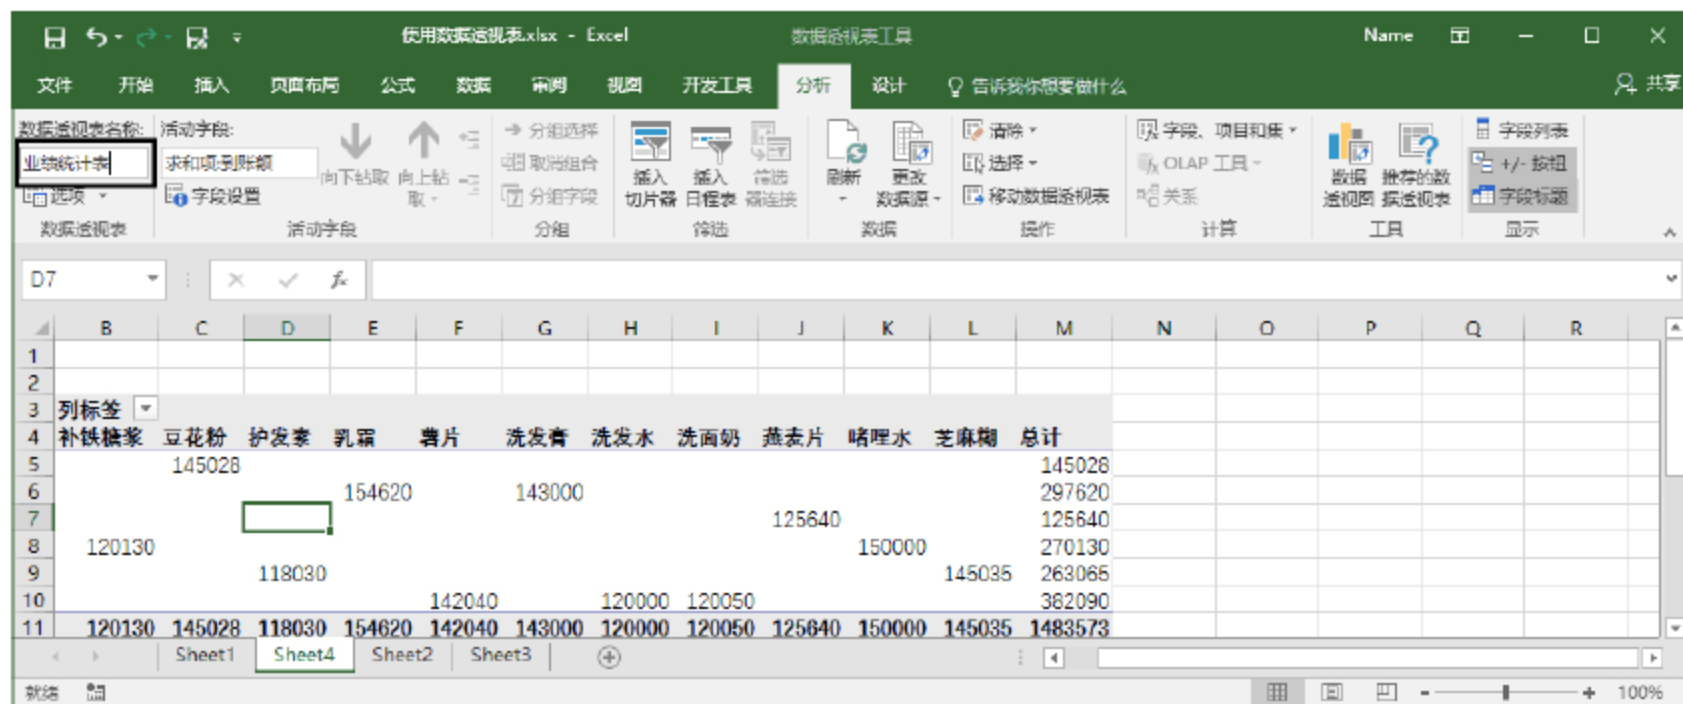 使用数据透视表.xlsx - Excel 数据透视表工具 Name
文件 开始 插入 页面布局 公式 数据 审阅 视图 开发工具 分析 设计 告诉我你想要做什么 共享
数据透视表名称: 活动字段: 分组选择 清除 字段、项目和集 字段列表
业绩统计表 求和项:到账额 取消组合 选择 OLAP 工具 +/- 按钮
选项 字段设置 分组字段 移动数据透视表 关系 字段标题
向下钻取 向上钻取
插入切片器 插入日程表 筛选器连接 刷新 更改数据源 数据透视图 推荐的数据透视表
数据透视表 活动字段 分组 筛选 数据 操作 计算 工具 显示
D7 fx
B C D E F G H I J K L M N O P Q R
1
2
3 列标签
4 补铁糖浆 豆花粉 护发素 乳霜 薯片 洗发膏 洗发水 洗面奶 燕麦片 啫哩水 芝麻糊 总计
5 145028 145028
6 154620 143000 297620
7 125640 125640
8 120130 150000 270130
9 118030 145035 263065
10 142040 120000 120050 382090
11 120130 145028 118030 154620 142040 143000 120000 120050 125640 150000 145035 1483573
Sheet1 Sheet4 Sheet2 Sheet3
就绪 100%